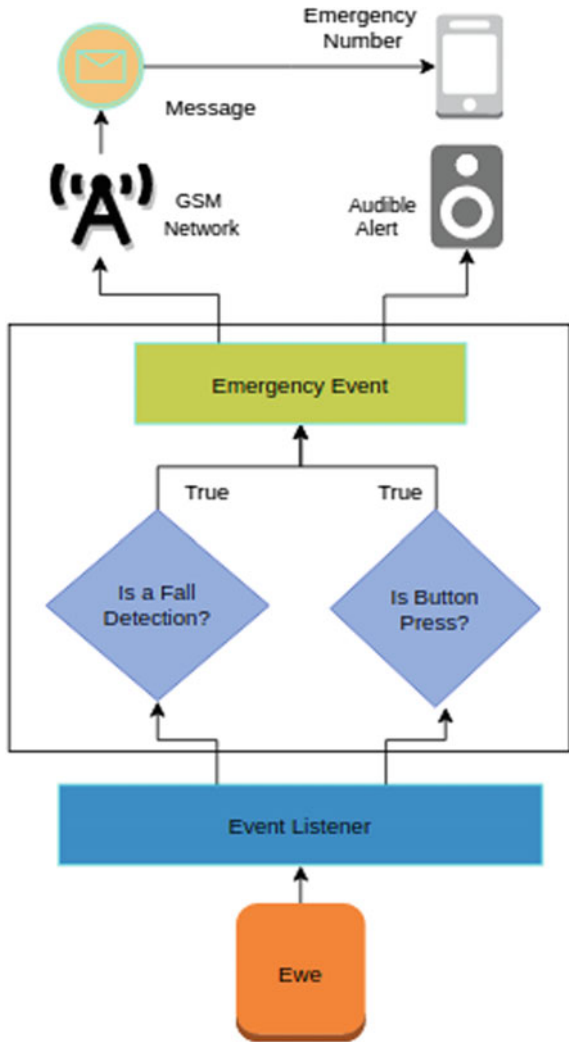 Emergency
Number
Message
GSM
Network
Audible
Alert
Emergency Event
True
True
Is a Fall
Detection?
Is Button
Press?
Event Listener
Ewe